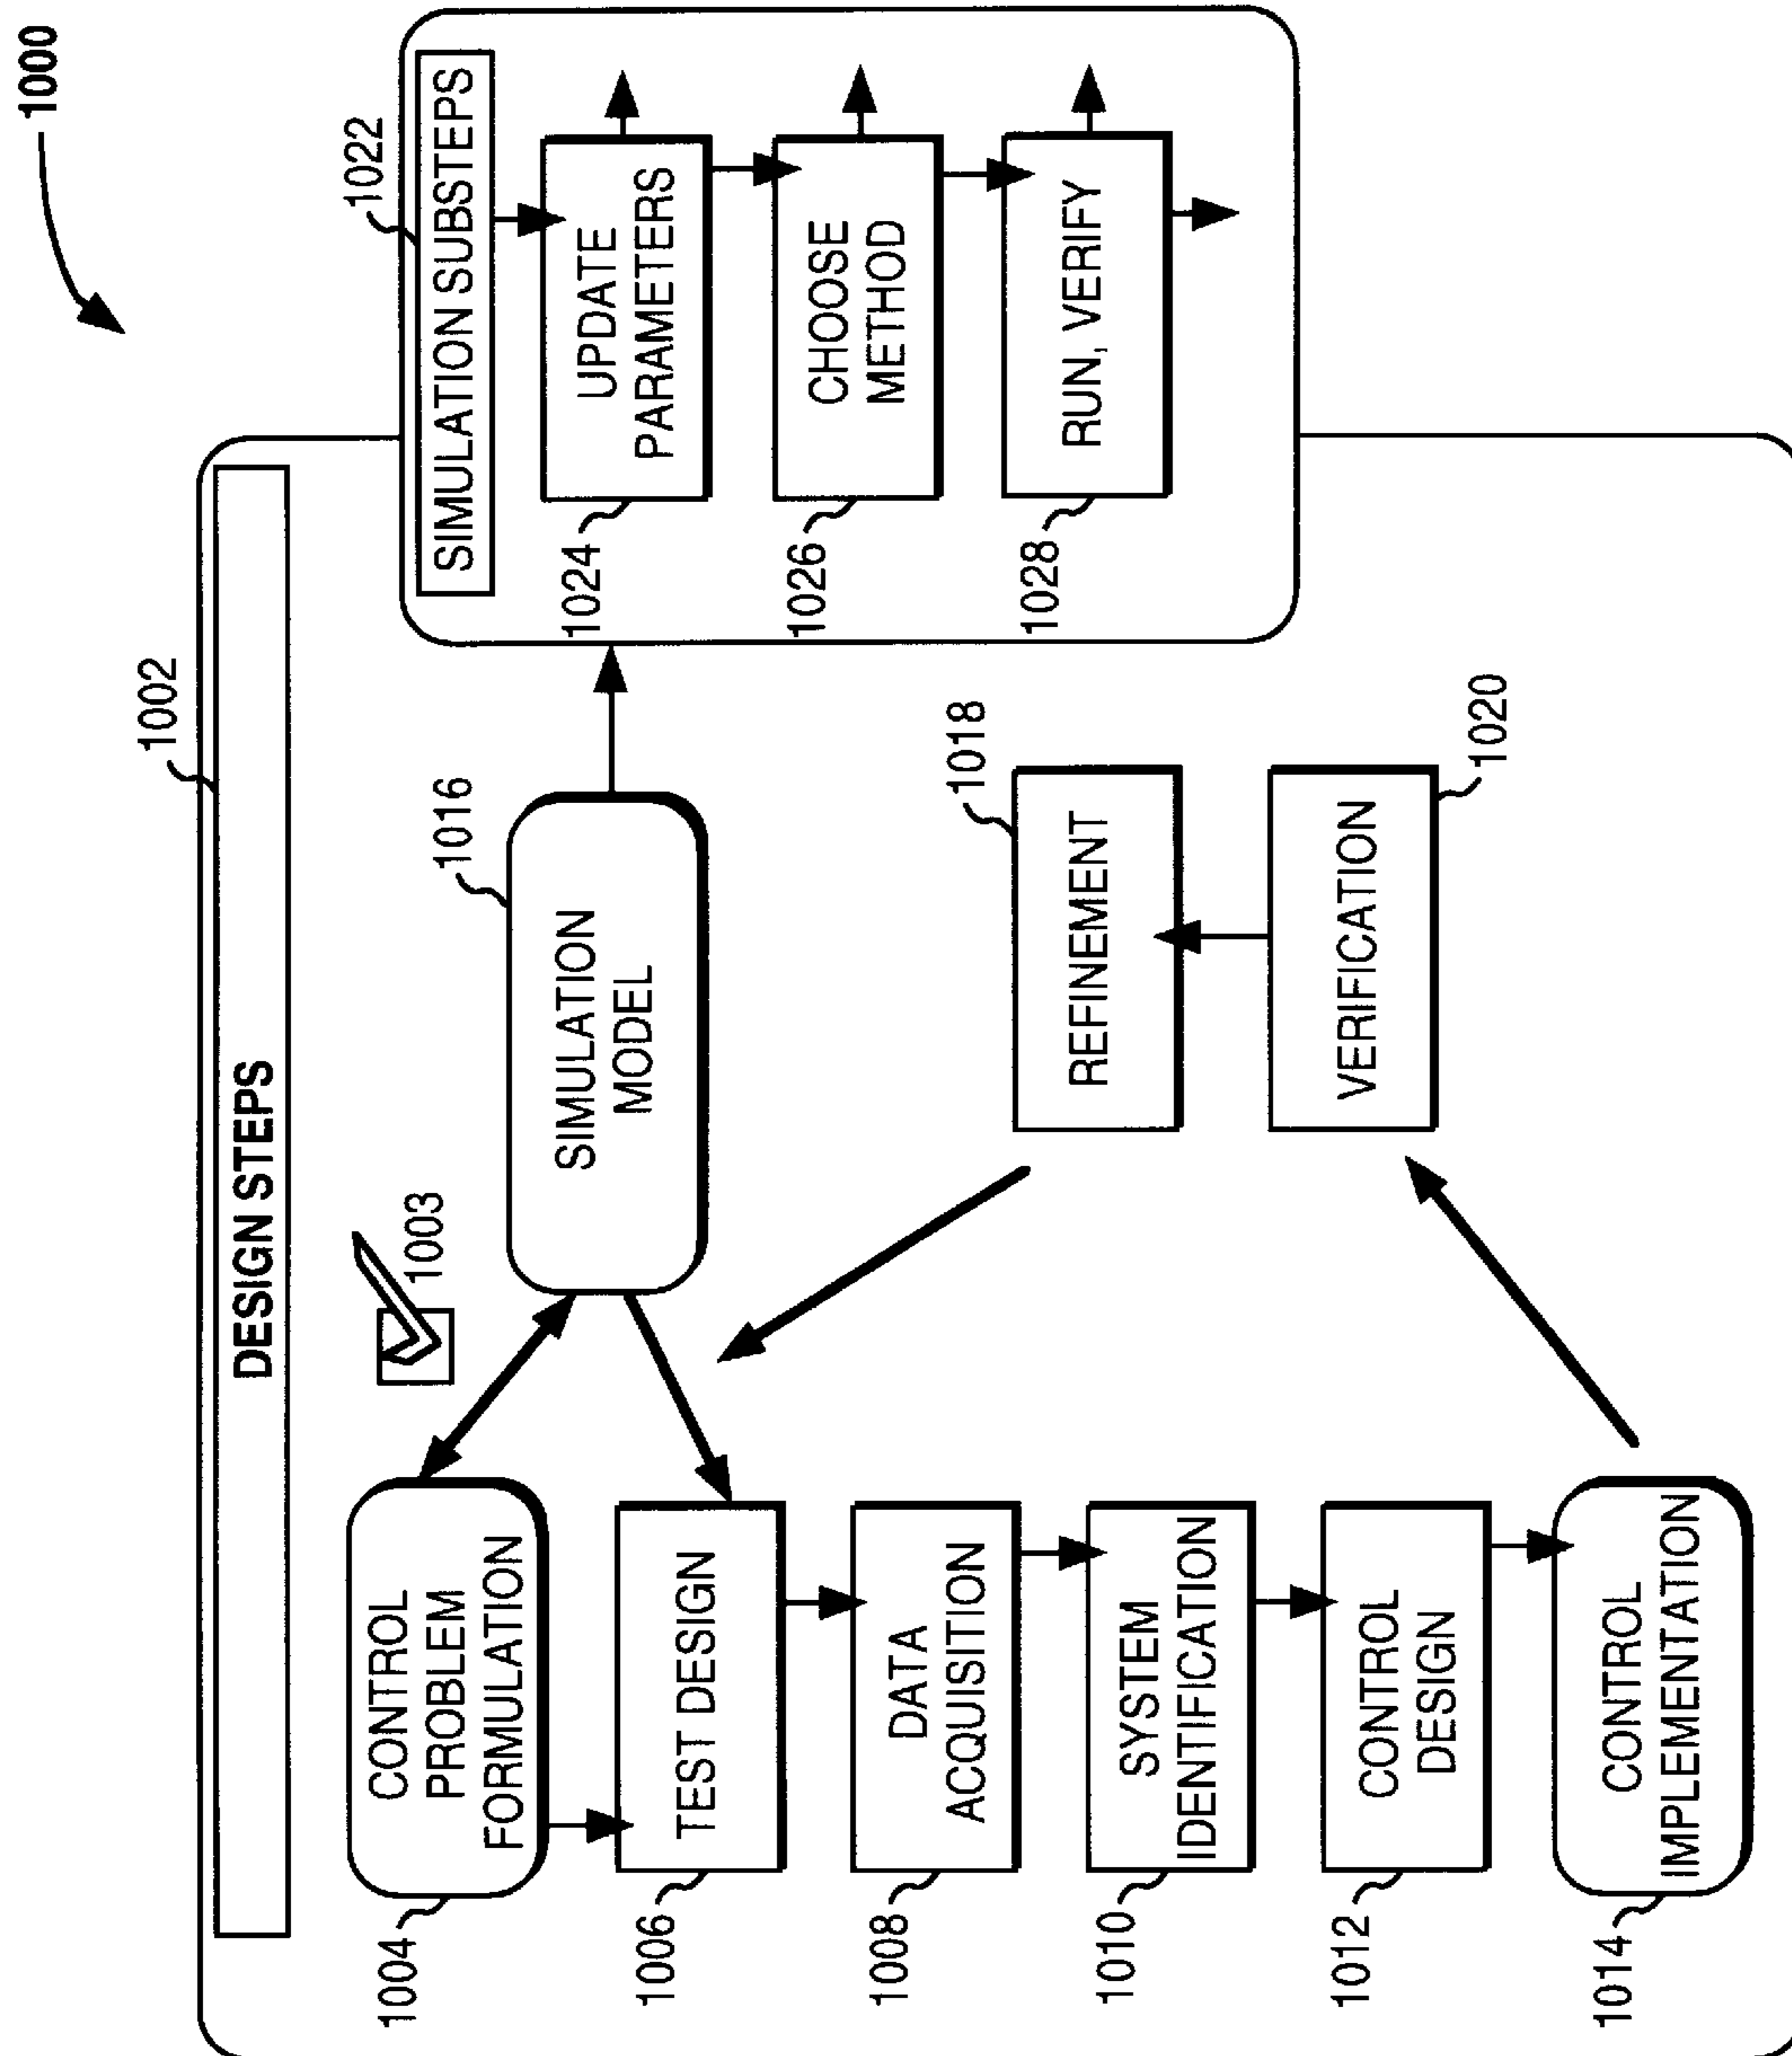 1000
1002
DESIGN STEPS
1003
1004
CONTROL
PROBLEM
FORMULATION
1006
TEST DESIGN
1008
DATA
ACQUISITION
1010
SYSTEM
IDENTIFICATION
1012
CONTROL
DESIGN
1014
CONTROL
IMPLEMENTATION
1016
SIMULATION
MODEL
1018
REFINEMENT
VERIFICATION
1020
1022
SIMULATION SUBSTEPS
1024
UPDATE
PARAMETERS
1026
CHOOSE
METHOD
1028
RUN, VERIFY